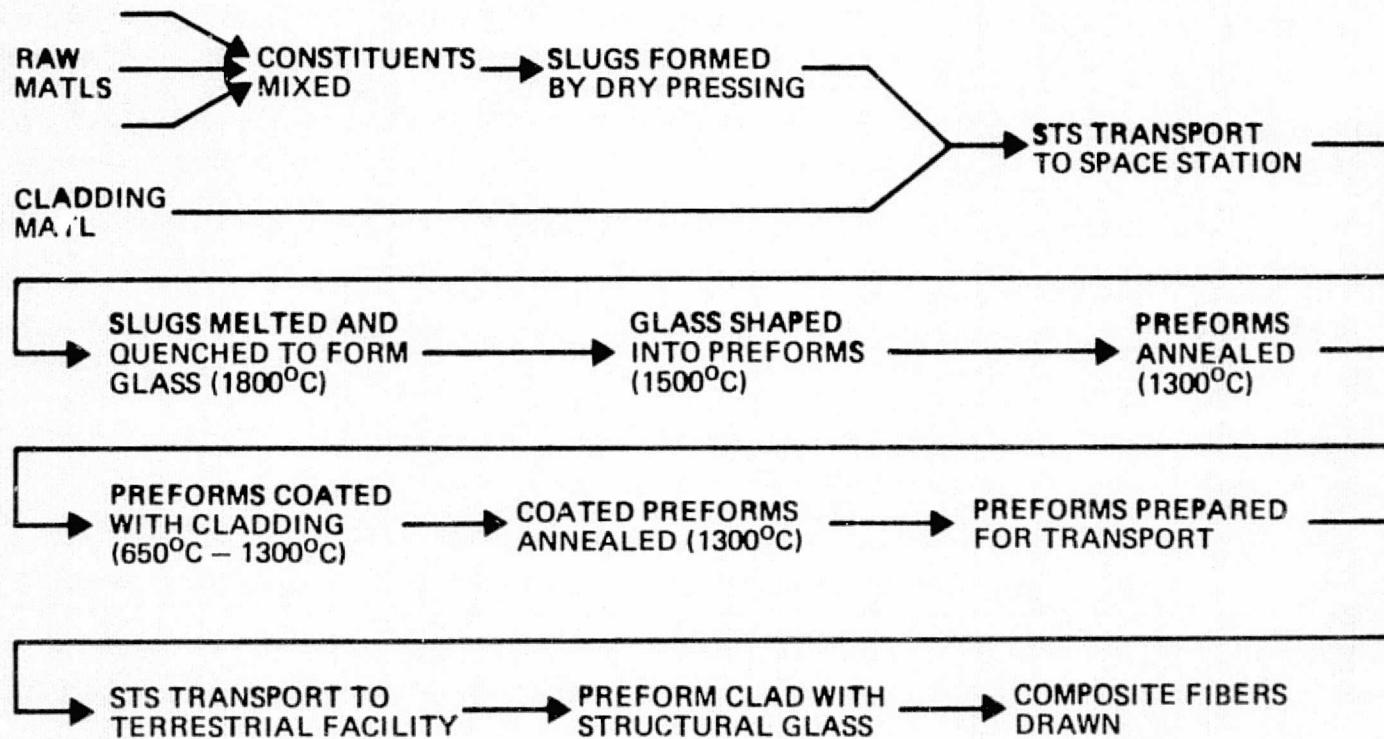 RAW
MATLS
CONSTITUENTS
MIXED
SLUGS FORMED
BY DRY PRESSING
STS TRANSPORT
TO SPACE STATION
CLADDING
SLUGS MELTED AND
QUENCHED TO FORM
GLASS (1800°C)
GLASS SHAPED
INTO PREFORMS
(1500°C)
PREFORMS
ANNEALED
(1300°C)
PREFORMS COATED
WITH CLADDING
(650°C – 1300°C)
COATED PREFORMS
ANNEALED (1300°C)
PREFORMS PREPARED
FOR TRANSPORT
STS TRANSPORT TO
TERRESTRIAL FACILITY
PREFORM CLAD WITH
STRUCTURAL GLASS
COMPOSITE FIBERS
DRAWN